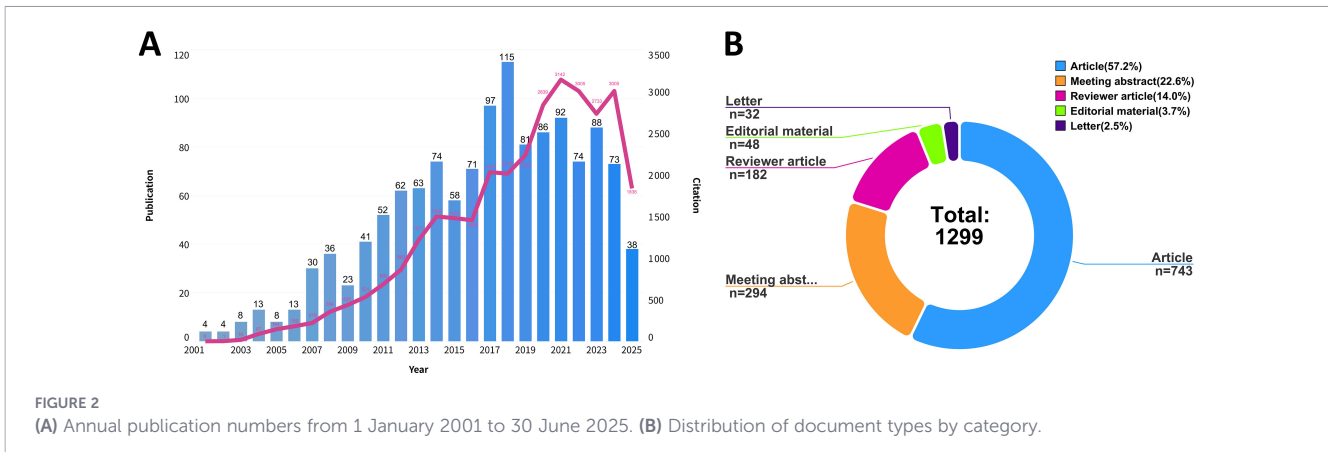 A
B
120
100
80
60
40
20
0
Publication
4
4
8
13
8
13
30
36
23
41
52
62
63
74
58
71
97
115
81
86
92
74
88
73
38
3142
3500
3000
2500
2000
1500
1000
500
0
Citation
2001
2003
2005
2007
2009
2011
2013
2015
2017
2019
2021
2023
2025
Year
Article(57.2%)
Meeting abstract(22.6%)
Reviewer article(14.0%)
Editorial material(3.7%)
Letter(2.5%)
Letter
n=32
Editorial material
n=48
Reviewer article
n=182
Meeting abst...
n=294
Total:
1299
Article
n=743
FIGURE 2
(A) Annual publication numbers from 1 January 2001 to 30 June 2025. (B) Distribution of document types by category.